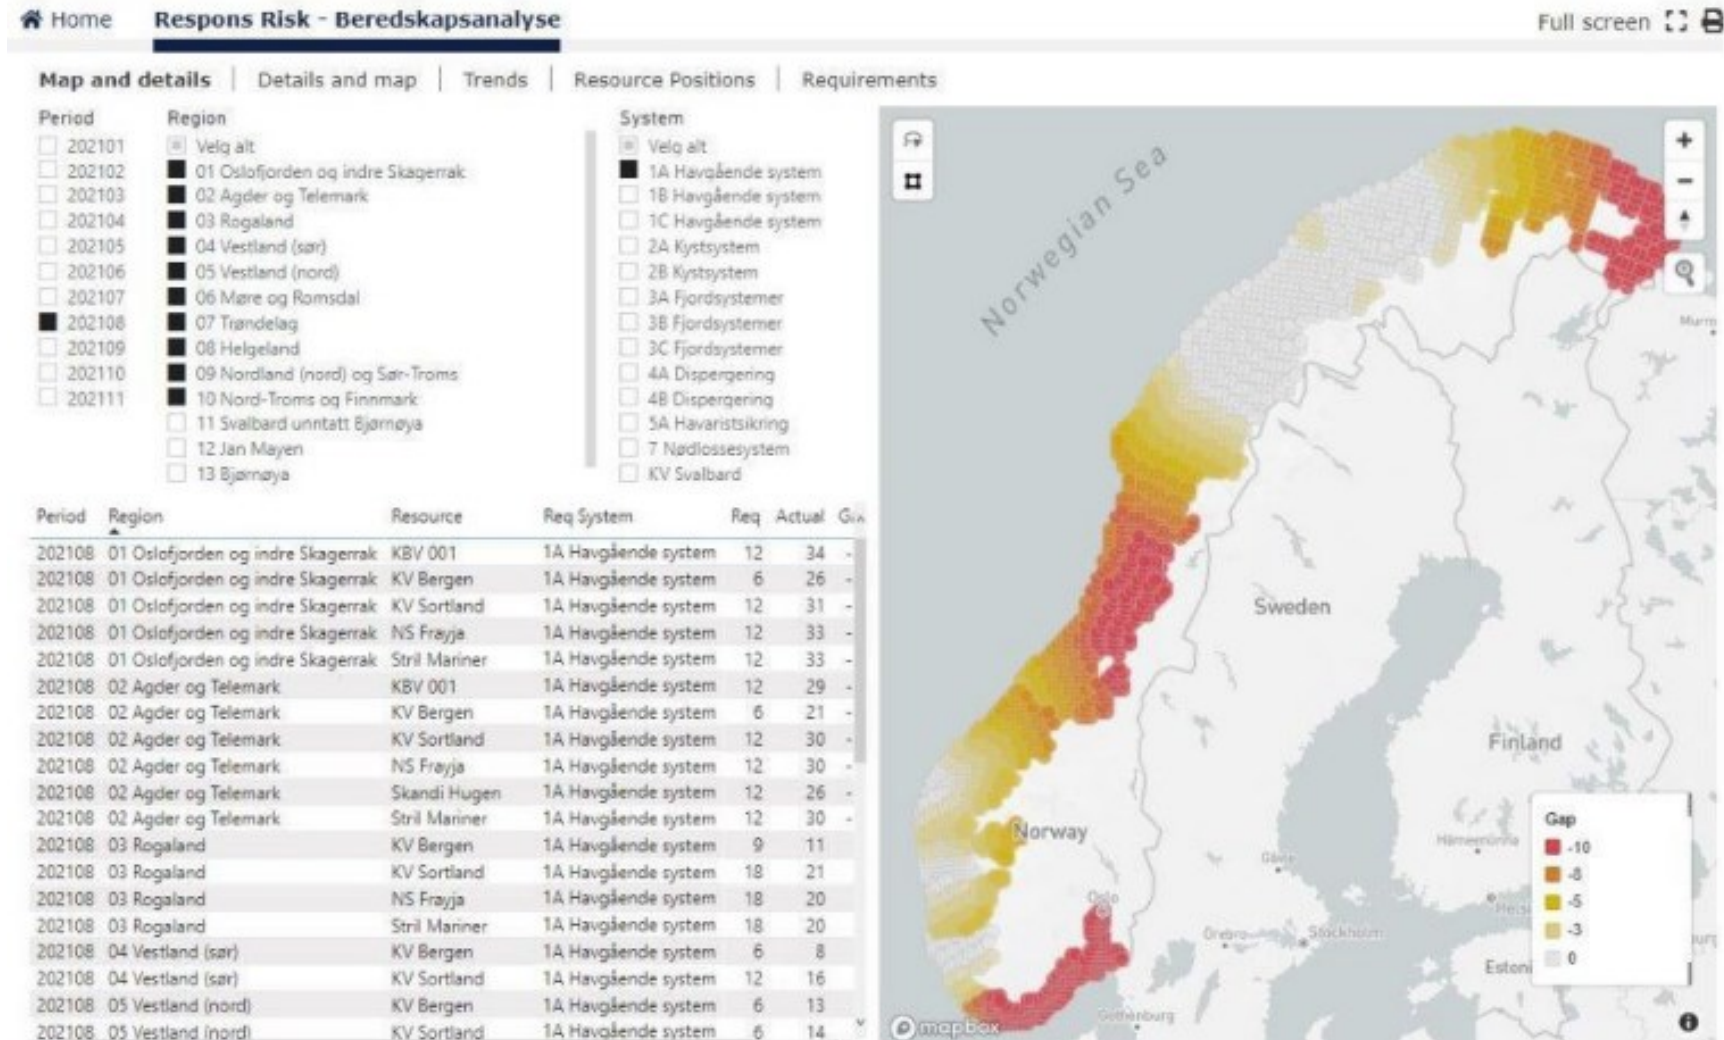 Home Respons Risk - Beredskapsanalyse Full screen
Map and details | Details and map | Trends | Resource Positions | Requirements
Period
202101
202102
202103
202104
202105
202106
202107
202108
202109
202110
202111
Region
Velg alt
01 Oslofjorden og indre Skagerrak
02 Agder og Telemark
03 Rogaland
04 Vestland (sør)
05 Vestland (nord)
06 Møre og Romsdal
07 Trøndelag
08 Helgeland
09 Nordland (nord) og Sør-Troms
10 Nord-Troms og Finnmark
11 Svalbard unntatt Bjørnøya
12 Jan Mayen
13 Bjørnøya
System
Velg alt
1A Havgående system
1B Havgående system
1C Havgående system
2A Kystsystem
2B Kystsystem
3A Fjordsystemer
3B Fjordsystemer
3C Fjordsystemer
4A Dispergering
4B Dispergering
5A Havaristsikring
7 Nødlossesystem
KV Svalbard
Period Region Resource Req System Req Actual
202108 01 Oslofjorden og indre Skagerrak KBV 001 1A Havgående system 12 34 -
202108 01 Oslofjorden og indre Skagerrak KV Bergen 1A Havgående system 6 26 -
202108 01 Oslofjorden og indre Skagerrak KV Sortland 1A Havgående system 12 31 -
202108 01 Oslofjorden og indre Skagerrak NS Frayja 1A Havgående system 12 33 -
202108 01 Oslofjorden og indre Skagerrak Stril Mariner 1A Havgående system 12 33 -
202108 02 Agder og Telemark KBV 001 1A Havgående system 12 29 -
202108 02 Agder og Telemark KV Bergen 1A Havgående system 6 21 -
202108 02 Agder og Telemark KV Sortland 1A Havgående system 12 30 -
202108 02 Agder og Telemark NS Frayja 1A Havgående system 12 30 -
202108 02 Agder og Telemark Skandi Hugen 1A Havgående system 12 26 -
202108 02 Agder og Telemark Stril Mariner 1A Havgående system 12 30 -
202108 03 Rogaland KV Bergen 1A Havgående system 9 11
202108 03 Rogaland KV Sortland 1A Havgående system 18 21
202108 03 Rogaland NS Frayja 1A Havgående system 18 20
202108 03 Rogaland Stril Mariner 1A Havgående system 18 20
202108 04 Vestland (sør) KV Bergen 1A Havgående system 6 8
202108 04 Vestland (sør) KV Sortland 1A Havgående system 12 16
202108 05 Vestland (nord) KV Bergen 1A Havgående system 6 13
202108 05 Vestland (nord) KV Sortland 1A Havgående system 6 14
Norwegian Sea
Murm
Sweden
Finland
Norway
Hämeenlinna
Gävle
Oslo
Örebro
Stockholm
Helsi
Estoni
Gothenburg
mapbox
Gap
-10
-8
-5
-3
0